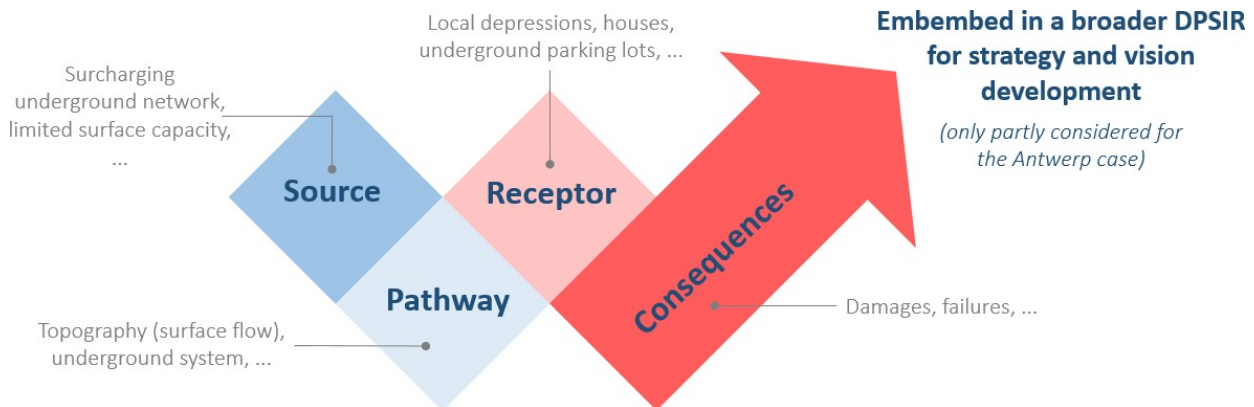 Local depressions, houses,
underground parking lots, ...
Embembed in a broader DPSIR
for strategy and vision
development
(only partly considered for
the Antwerp case)
Surcharging
underground network,
limited surface capacity,
...
Source
Receptor
Pathway
Consequences
Topography (surface flow),
underground system, ...
Damages, failures, ...